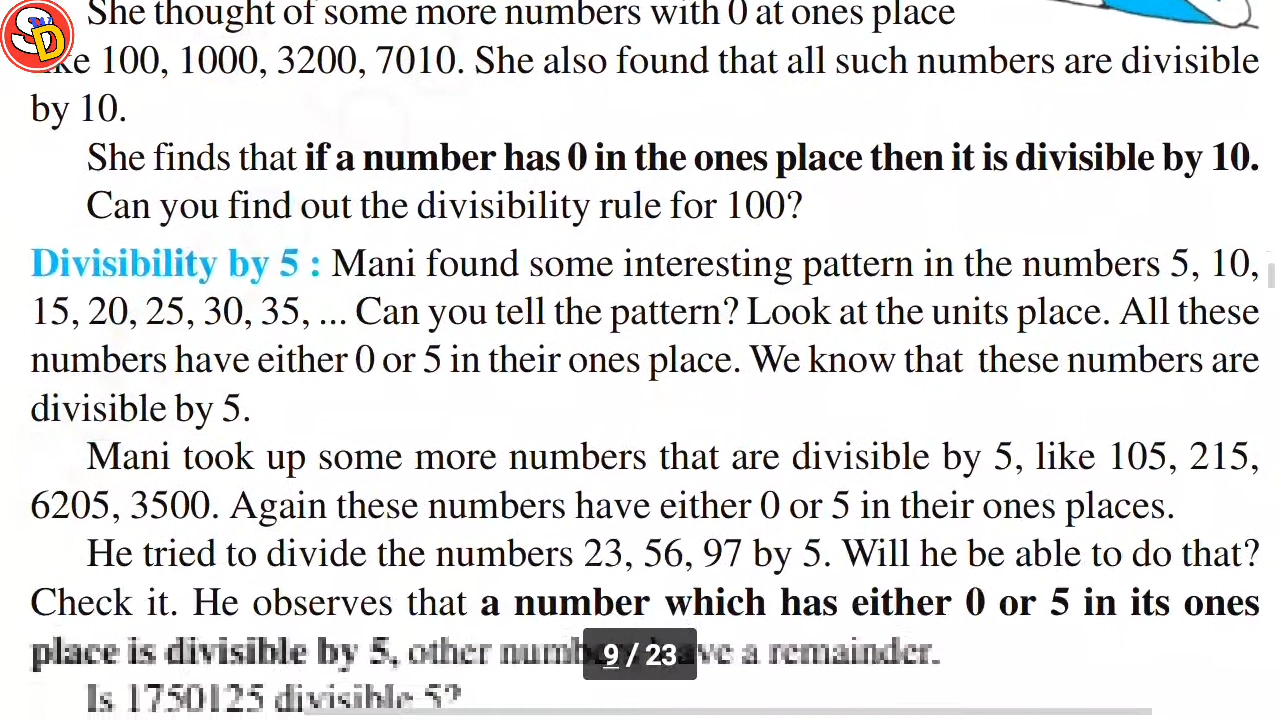 She thought of some more numbers with 0 at ones place
SD
like 100, 1000, 3200, 7010. She also found that all such numbers are divisible
by 10.
She finds that if a number has 0 in the ones place then it is divisible by 10.
Can you find out the divisibility rule for 100?
Divisibility by 5 : Mani found some interesting pattern in the numbers 5, 10,
15, 20, 25, 30, 35, ... Can you tell the pattern? Look at the units place. All these
numbers have either 0 or 5 in their ones place. We know that these numbers are
divisible by 5.
Mani took up some more numbers that are divisible by 5, like 105, 215,
6205, 3500. Again these numbers have either 0 or 5 in their ones places.
He tried to divide the numbers 23, 56, 97 by 5. Will he be able to do that?
Check it. He observes that a number which has either 0 or 5 in its ones
place is divisible by 5, other numbers have a remainder.
9 / 23
Is 1750125 divisible 5?